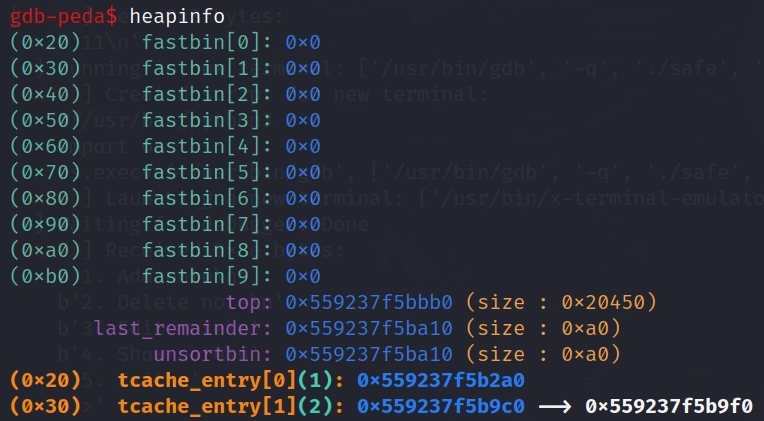 gdb-peda$ heapinfo
(0x20)     fastbin[0]: 0x0
(0x30)     fastbin[1]: 0x0
(0x40)     fastbin[2]: 0x0
(0x50)     fastbin[3]: 0x0
(0x60)     fastbin[4]: 0x0
(0x70)     fastbin[5]: 0x0
(0x80)     fastbin[6]: 0x0
(0x90)     fastbin[7]: 0x0
(0xa0)     fastbin[8]: 0x0
(0xb0)     fastbin[9]: 0x0
top: 0x559237f5bbb0 (size : 0x20450)
last_remainder: 0x559237f5ba10 (size : 0xa0)
unsortbin: 0x559237f5ba10 (size : 0xa0)
(0x20)   tcache_entry[0](1): 0x559237f5b2a0
(0x30)   tcache_entry[1](2): 0x559237f5b9c0 --> 0x559237f5b9f0